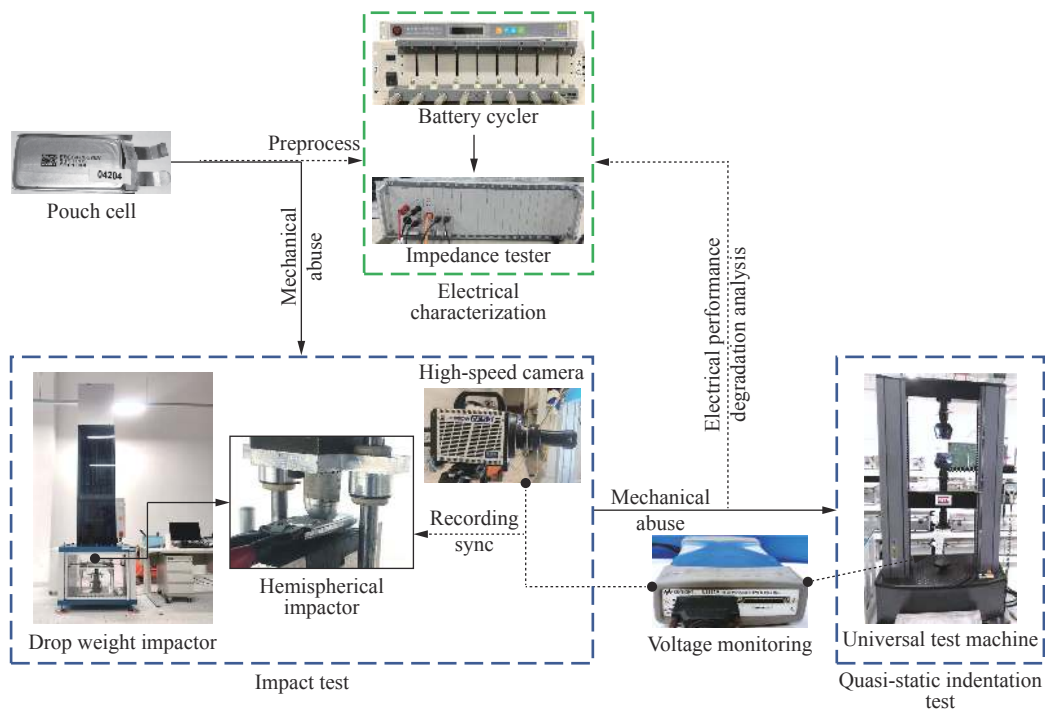 Battery cycler
Preprocess
04204
Pouch cell
Impedance tester
Mechanical
abuse
Electrical
characterization
Electrical performance
degradation analysis
High-speed camera
Mechanical
abuse
Recording
sync
Hemispherical
impactor
Drop weight impactor
Voltage monitoring
Universal test machine
Impact test
Quasi-static indentation
test